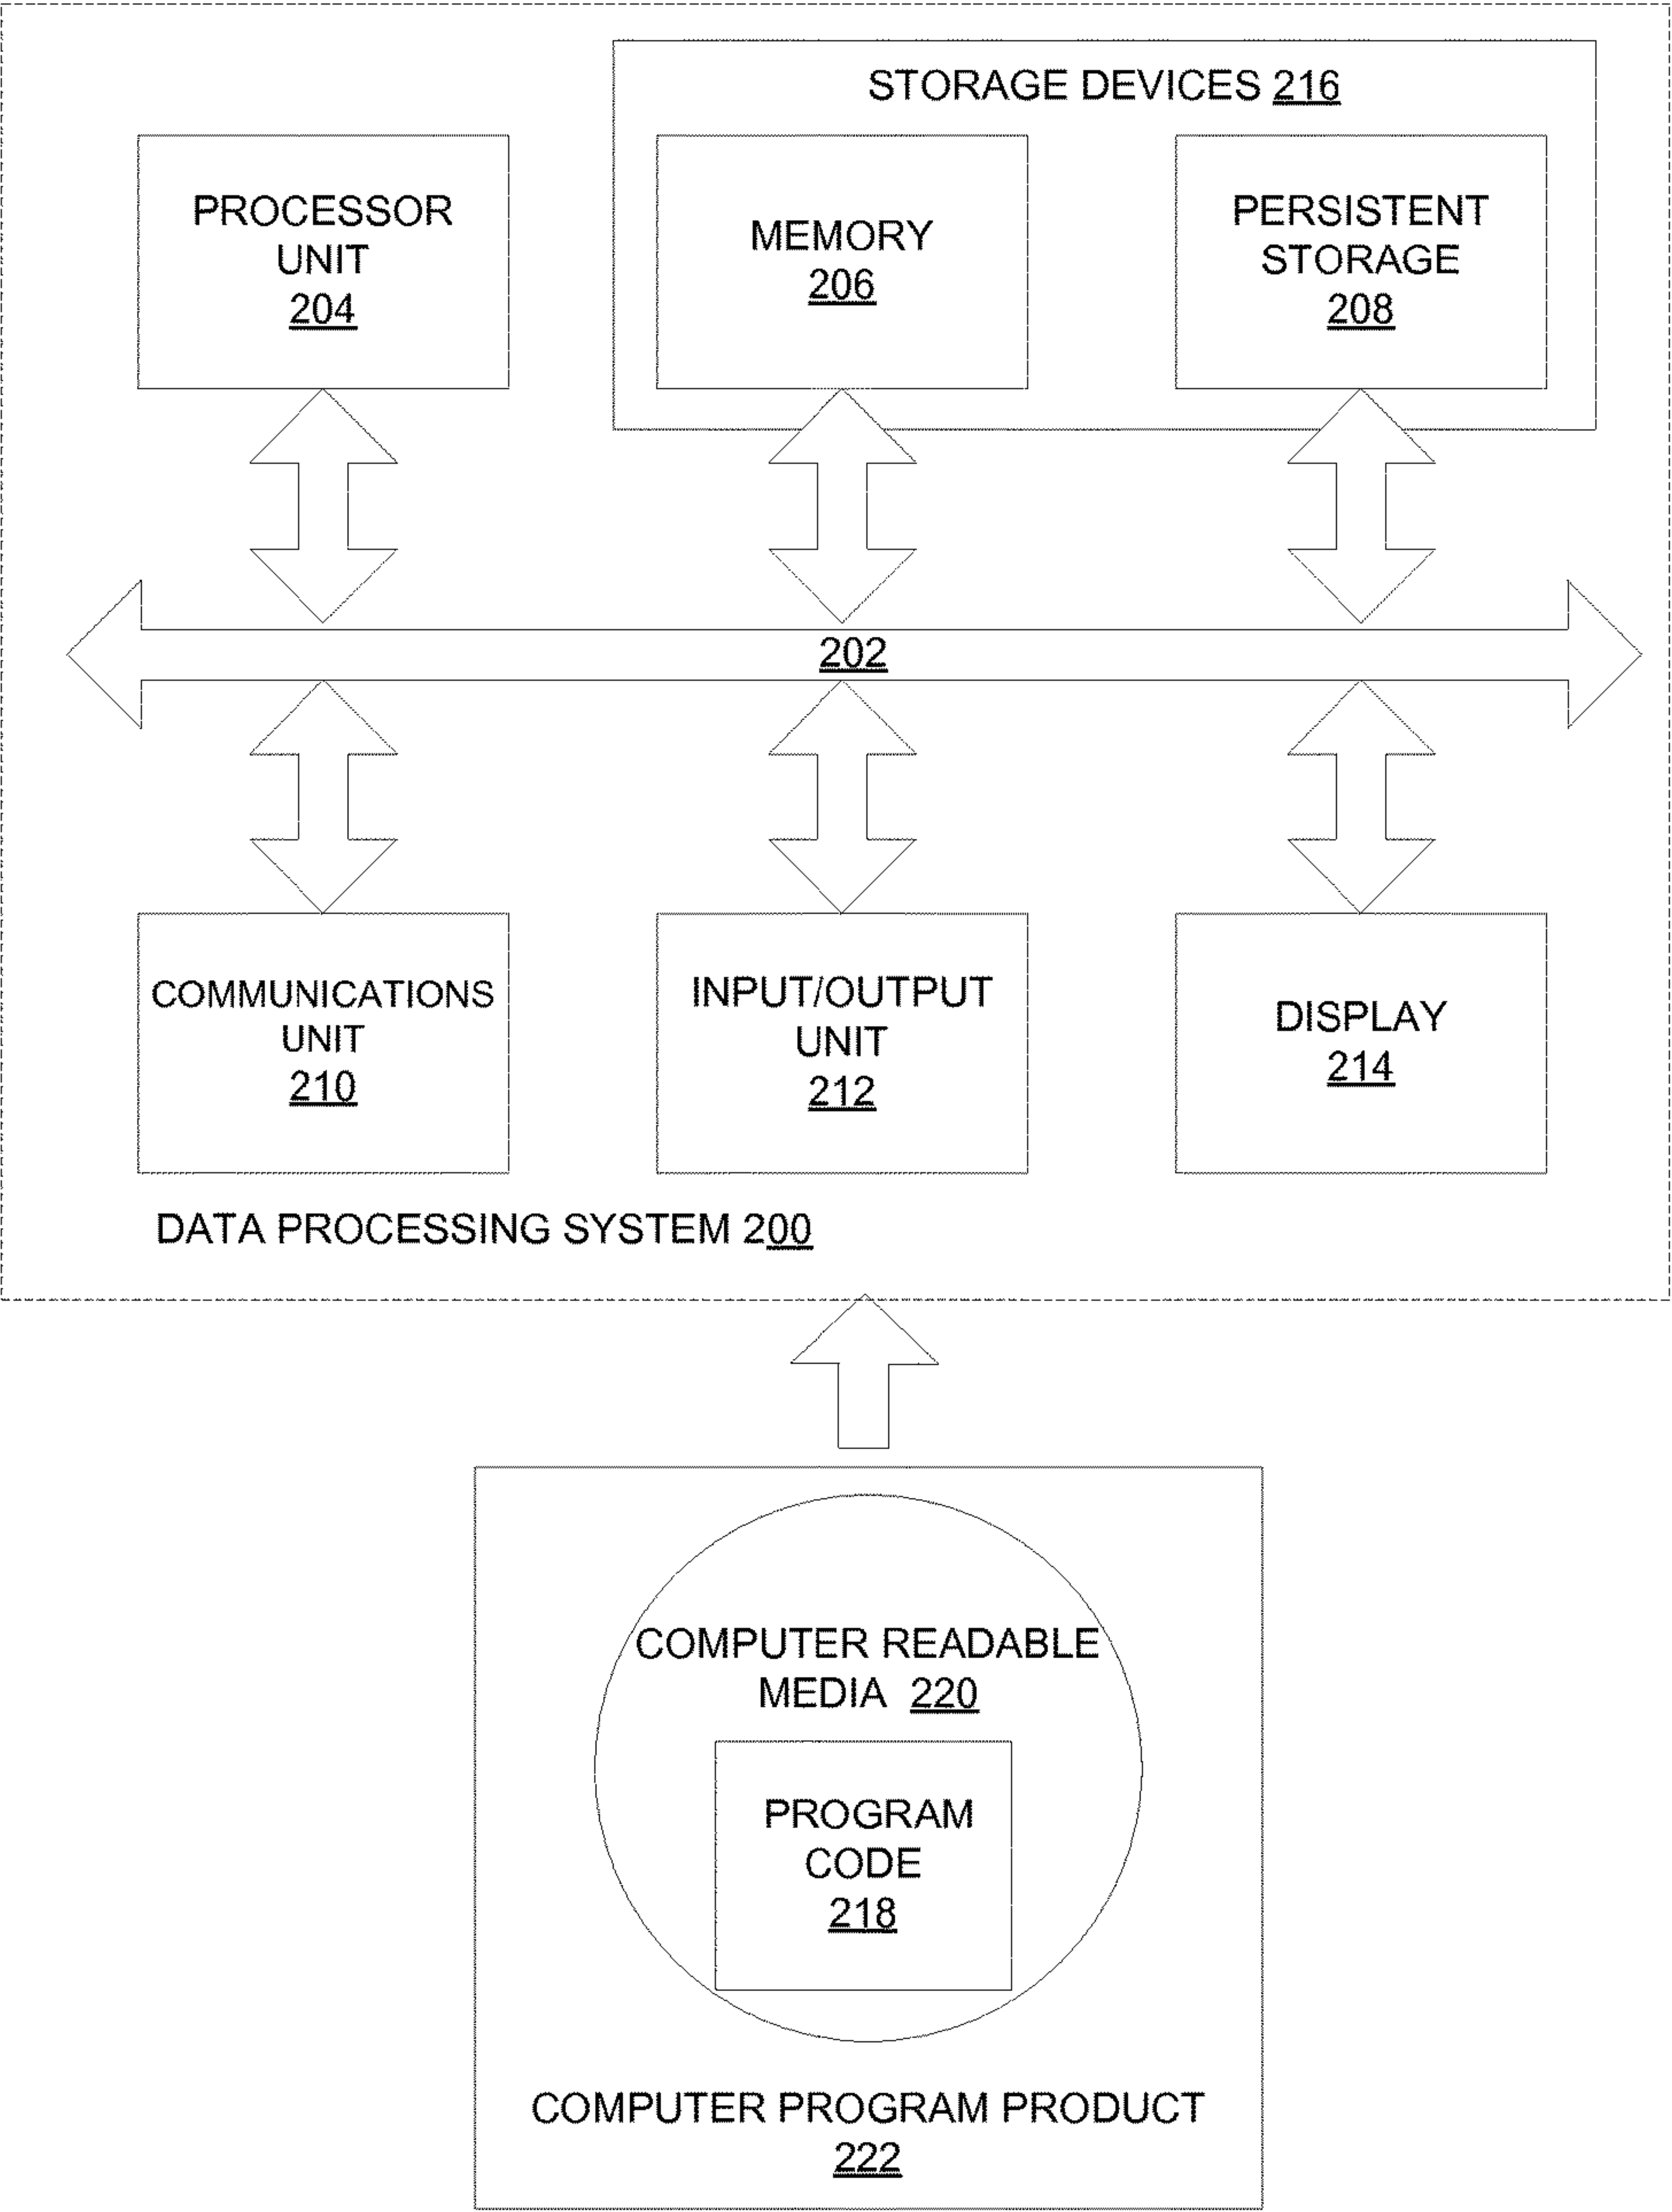 STORAGE DEVICES 216
PROCESSOR
UNIT
204
MEMORY
206
PERSISTENT
STORAGE
208
202
COMMUNICATIONS
UNIT
210
INPUT/OUTPUT
UNIT
212
DISPLAY
214
DATA PROCESSING SYSTEM 200
COMPUTER READABLE
MEDIA 220
PROGRAM
CODE
218
COMPUTER PROGRAM PRODUCT
222